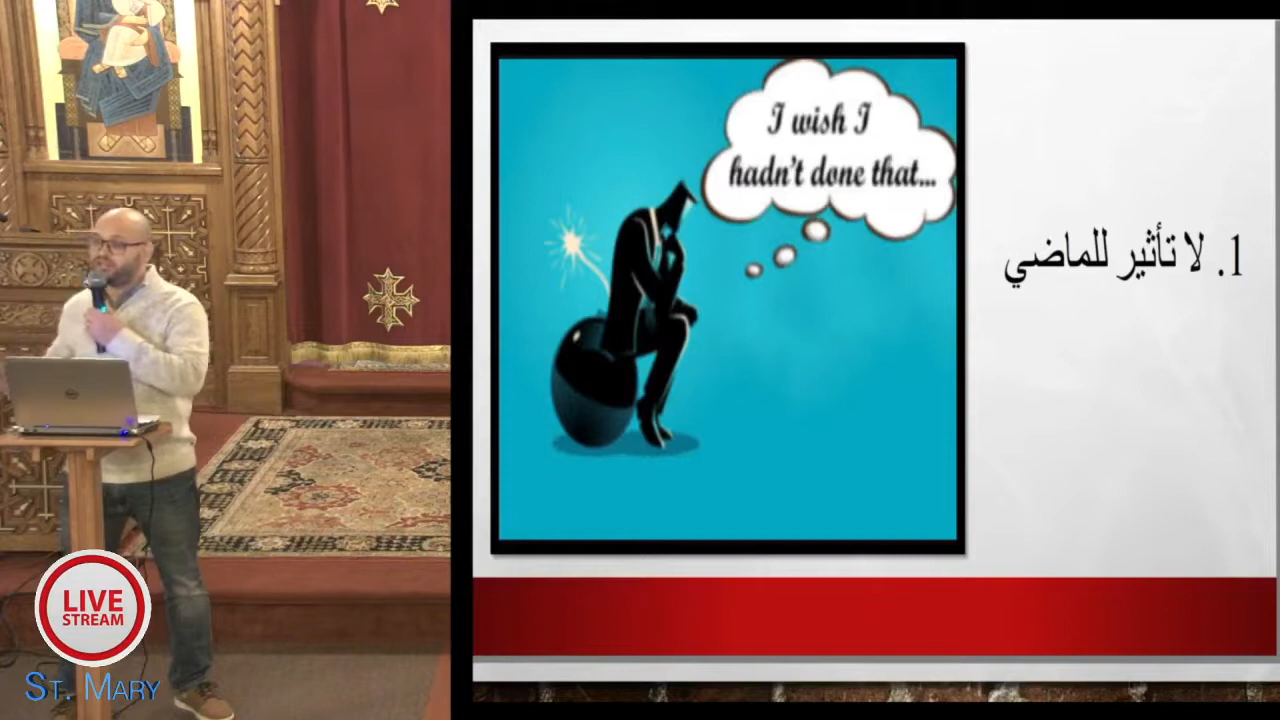 I wish I
hadn't done that...
1. لا تأثير للماضي
LIVE
STREAM
ST. MARY